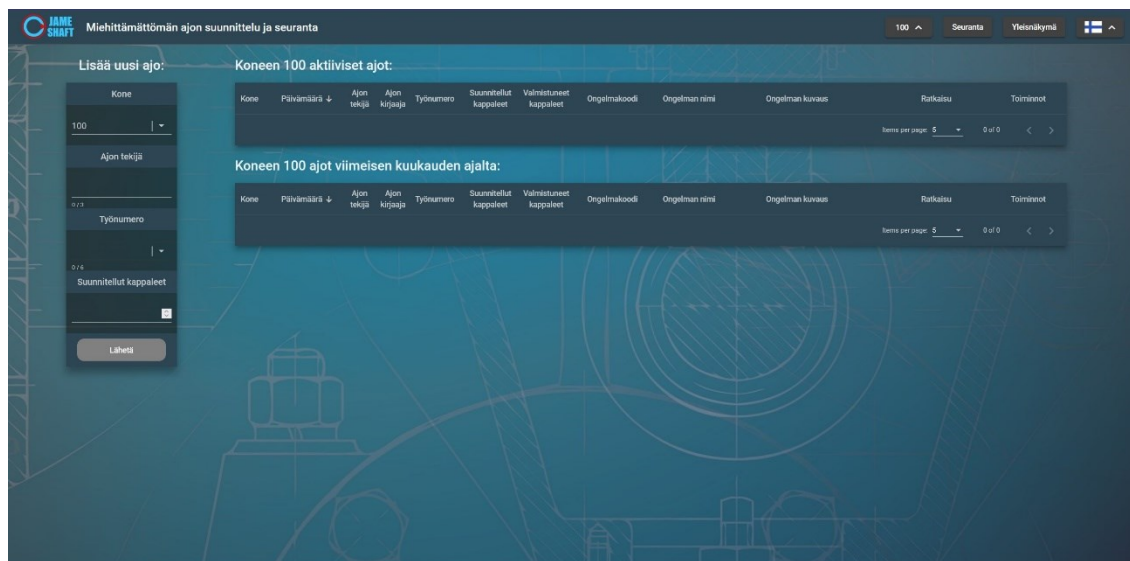 JAME
SHAFT
Miehittämättömän ajon suunnittelu ja seuranta
100
Seuranta
Yleisnäkymä
Lisää uusi ajo:
Kone
100
Ajon tekijä
0 / 3
Työnumero
0 / 6
Suunnitellut kappaleet
Lähetä
Koneen 100 aktiiviset ajot:
Kone Päivämäärä ↓ Ajon tekijä Ajon kirjaaja Työnumero Suunnitellut kappaleet Valmistuneet kappaleet Ongelmakoodi Ongelman nimi Ongelman kuvaus Ratkaisu Toiminnot
Items per page: 5 0 of 0
Koneen 100 ajot viimeisen kuukauden ajalta:
Kone Päivämäärä ↓ Ajon tekijä Ajon kirjaaja Työnumero Suunnitellut kappaleet Valmistuneet kappaleet Ongelmakoodi Ongelman nimi Ongelman kuvaus Ratkaisu Toiminnot
Items per page: 5 0 of 0